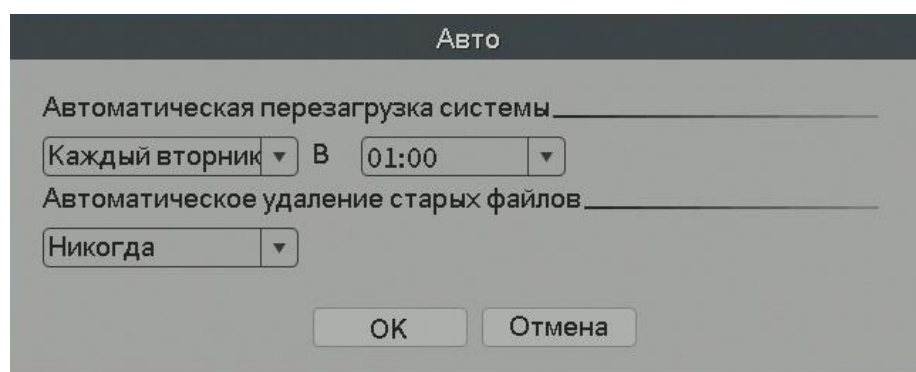 Авто
Автоматическая перезагрузка системы
Каждый вторник В 01:00
Автоматическое удаление старых файлов
Никогда
OK Отмена